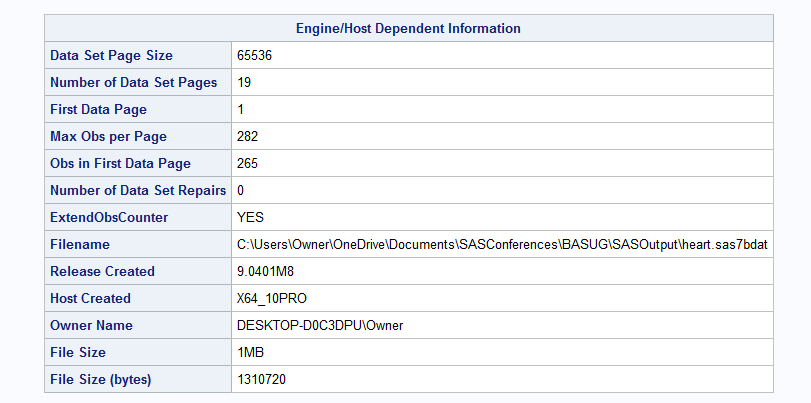 Engine/Host Dependent Information
Data Set Page Size 65536
Number of Data Set Pages 19
First Data Page 1
Max Obs per Page 282
Obs in First Data Page 265
Number of Data Set Repairs 0
ExtendObsCounter YES
Filename C:\Users\Owner\OneDrive\Documents\SASConferences\BASUG\SASOutput\heart.sas7bdat
Release Created 9.0401M8
Host Created X64_10PRO
Owner Name DESKTOP-D0C3DPU\Owner
File Size 1MB
File Size (bytes) 1310720